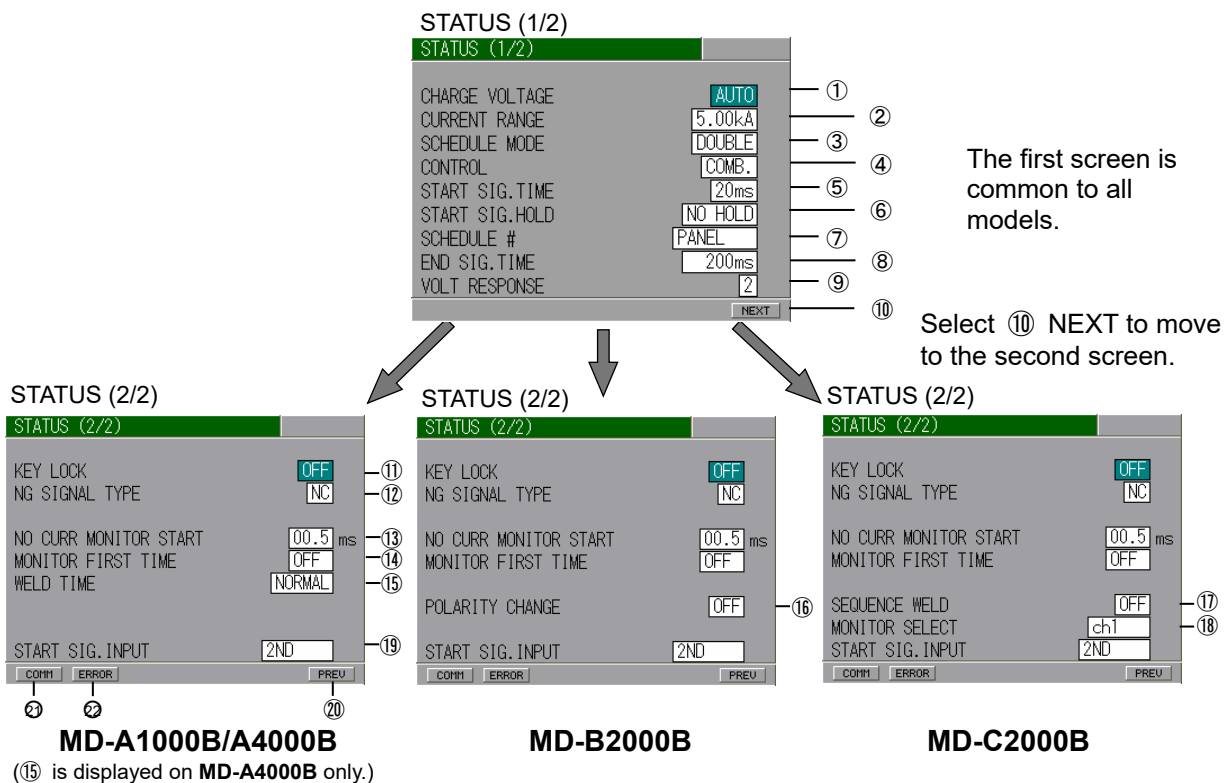 STATUS (1/2)
STATUS (1/2)
CHARGE VOLTAGE AUTO ①
CURRENT RANGE 5.00kA ②
SCHEDULE MODE DOUBLE ③
CONTROL COMB. ④
START SIG.TIME 20ms ⑤
START SIG.HOLD NO HOLD ⑥
SCHEDULE # PANEL ⑦
END SIG.TIME 200ms ⑧
VOLT RESPONSE 2 ⑨
NEXT ⑩
The first screen is
common to all
models.
Select ⑩ NEXT to move
to the second screen.
STATUS (2/2)
STATUS (2/2)
KEY LOCK OFF ⑪
NG SIGNAL TYPE NC ⑫
NO CURR MONITOR START 00.5 ms ⑬
MONITOR FIRST TIME OFF ⑭
WELD TIME NORMAL ⑮
START SIG.INPUT 2ND ⑲
COMM ERROR PREV
㉑ ㉒ ⑳
MD-A1000B/A4000B
(⑮ is displayed on MD-A4000B only.)
STATUS (2/2)
STATUS (2/2)
KEY LOCK OFF
NG SIGNAL TYPE NC
NO CURR MONITOR START 00.5 ms
MONITOR FIRST TIME OFF
POLARITY CHANGE OFF ⑯
START SIG.INPUT 2ND
COMM ERROR PREV
MD-B2000B
STATUS (2/2)
STATUS (2/2)
KEY LOCK OFF
NG SIGNAL TYPE NC
NO CURR MONITOR START 00.5 ms
MONITOR FIRST TIME OFF
SEQUENCE WELD OFF ⑰
MONITOR SELECT ch1 ⑱
START SIG.INPUT 2ND
COMM ERROR PREV
MD-C2000B